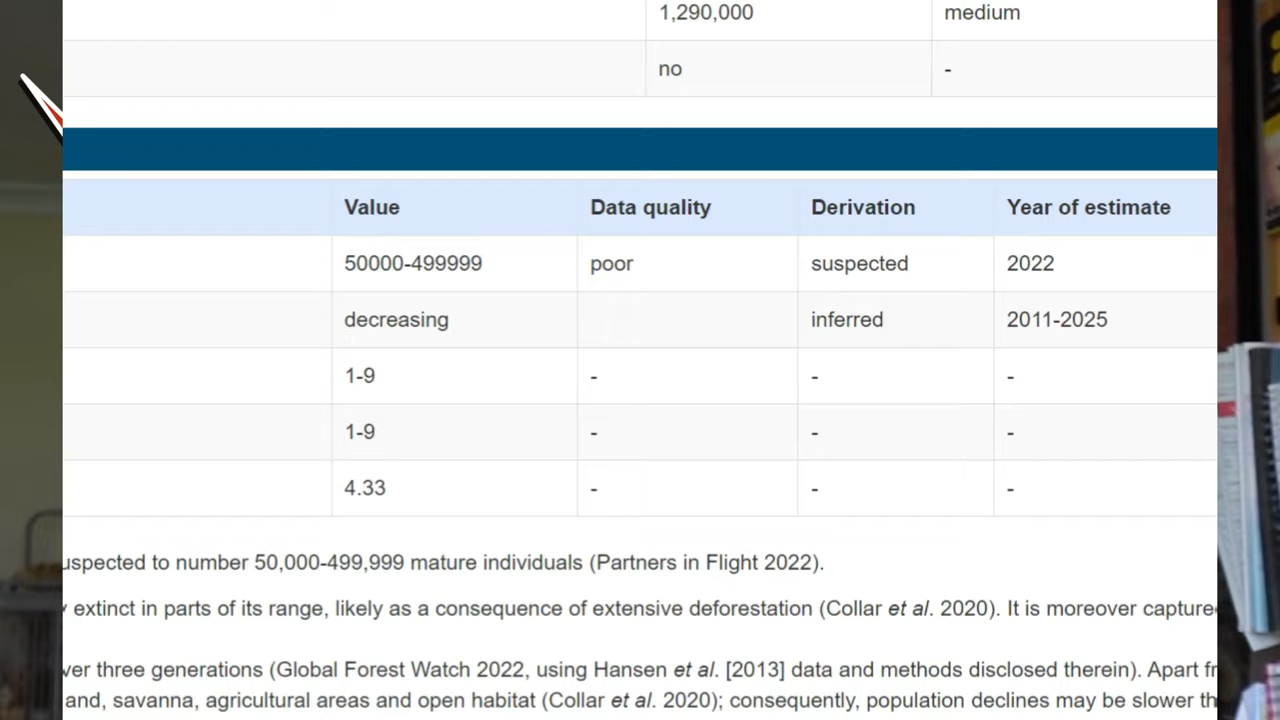 1,290,000 medium
no -
Value Data quality Derivation Year of estimate
50000-499999 poor suspected 2022
decreasing inferred 2011-2025
1-9 - - -
1-9 - - -
4.33 - - -
uspected to number 50,000-499,999 mature individuals (Partners in Flight 2022).
extinct in parts of its range, likely as a consequence of extensive deforestation (Collar et al. 2020). It is moreover capture
ver three generations (Global Forest Watch 2022, using Hansen et al. [2013] data and methods disclosed therein). Apart fr
and, savanna, agricultural areas and open habitat (Collar et al. 2020); consequently, population declines may be slower th